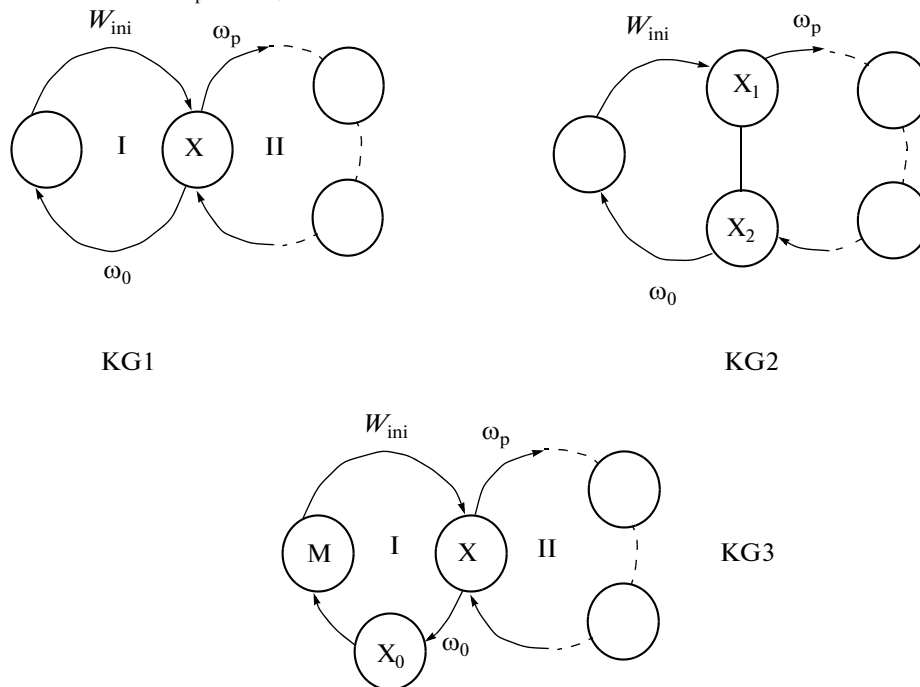 W_ini
ω_p
I
X
II
ω_0
KG1
W_ini
ω_p
X_1
X_2
ω_0
KG2
W_ini
ω_p
M
I
X
II
KG3
X_0
ω_0